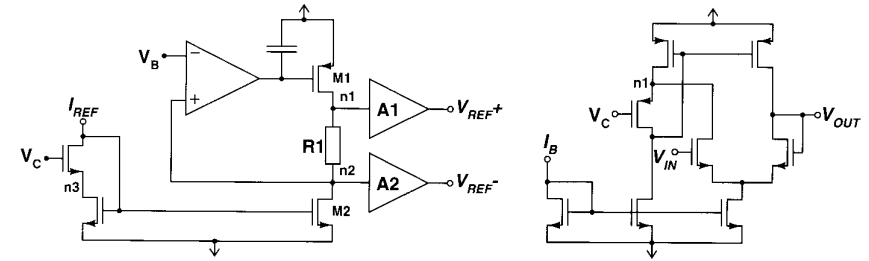 V_B
−
+
M1
n1
A1
V_REF+
I_REF
V_C
R1
n2
A2
V_REF-
n3
M2
n1
V_C
I_B
V_IN
V_OUT